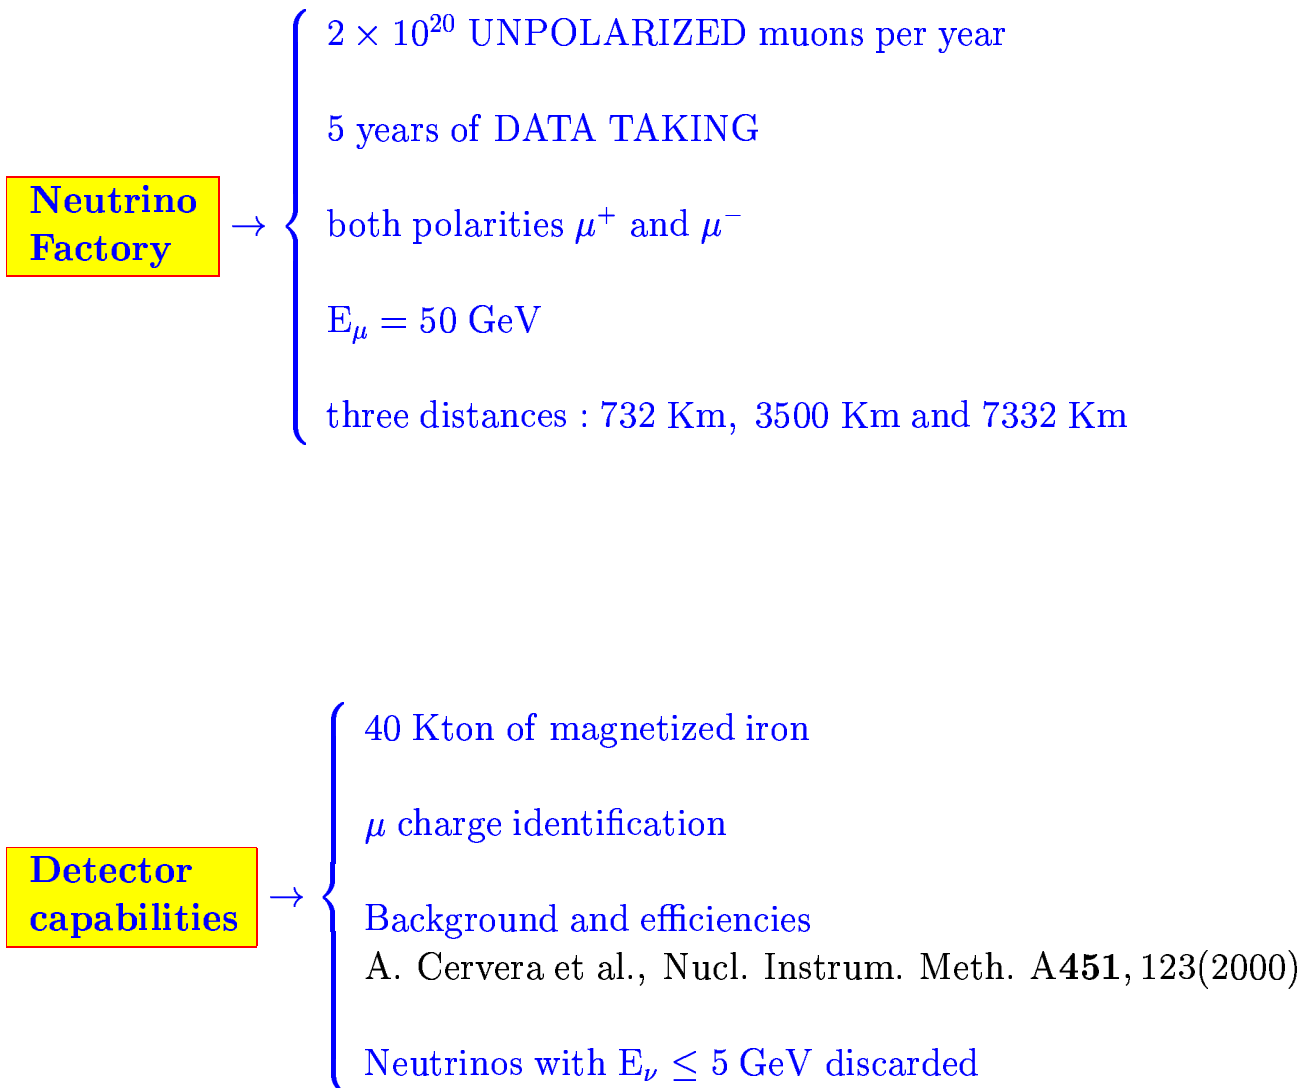 2 × 10²⁰ UNPOLARIZED muons per year
5 years of DATA TAKING
Neutrino
Factory
→
both polarities μ⁺ and μ⁻
E_μ = 50 GeV
three distances : 732 Km, 3500 Km and 7332 Km
40 Kton of magnetized iron
μ charge identification
Detector
capabilities
→
Background and efficiencies
A. Cervera et al., Nucl. Instrum. Meth. A451, 123(2000)
Neutrinos with E_ν ≤ 5 GeV discarded